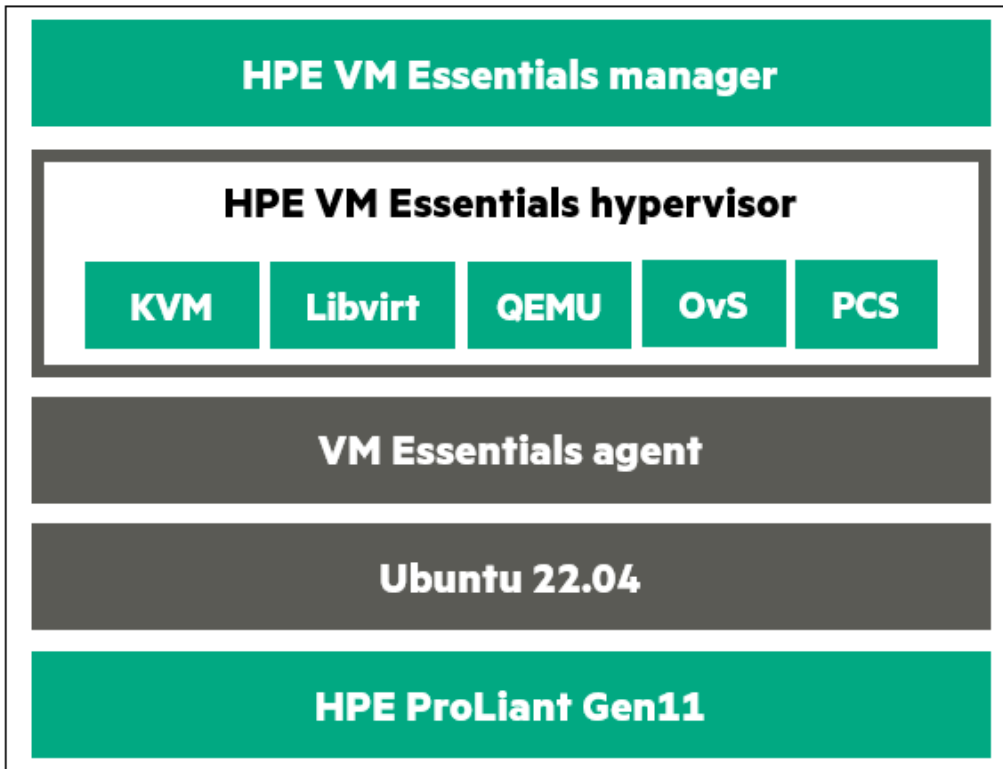 HPE VM Essentials manager
HPE VM Essentials hypervisor
KVM Libvirt QEMU OvS PCS
VM Essentials agent
Ubuntu 22.04
HPE ProLiant Gen11